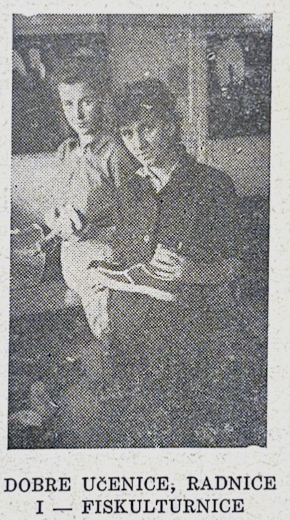 DOBRE UČENICE, RADNICE
I — FISKULTURNICE